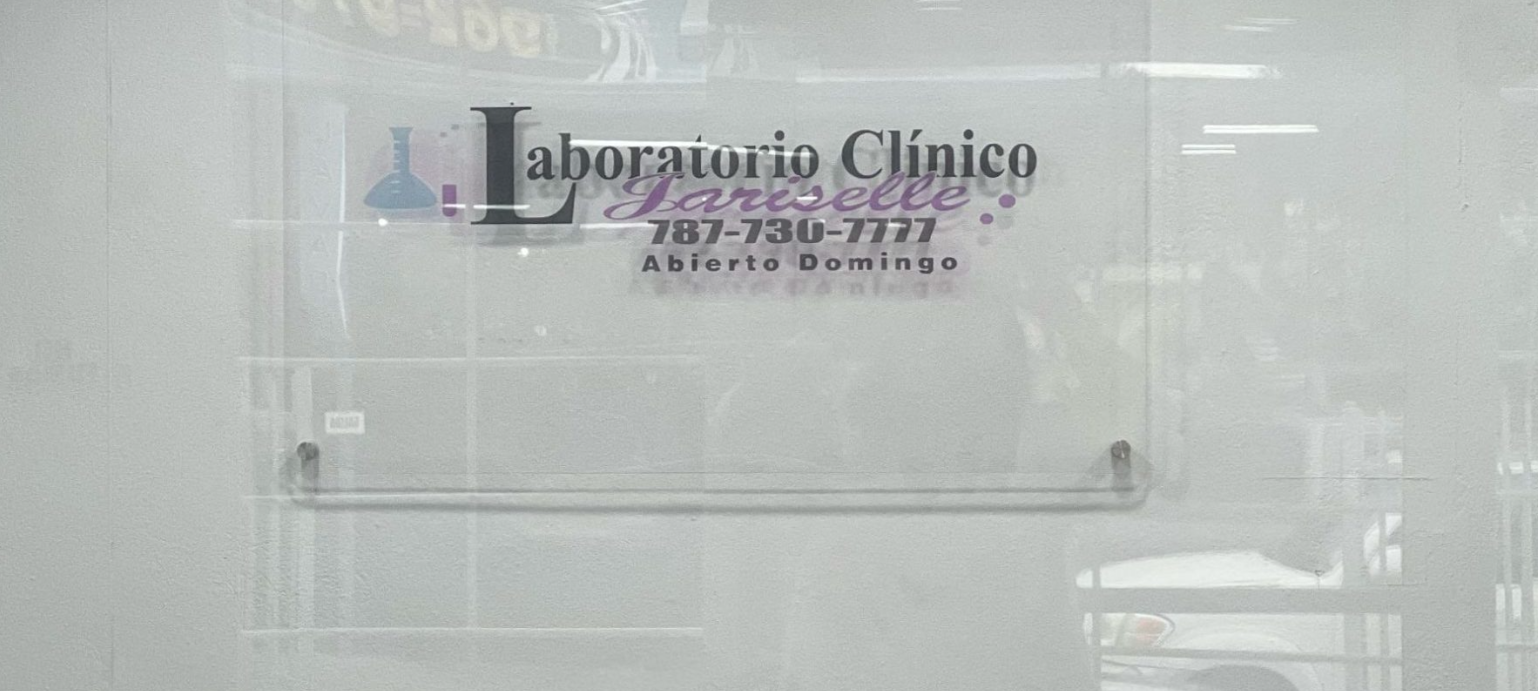 Laboratorio Clínico
Jariselle
787-730-7777
Abierto Domingo